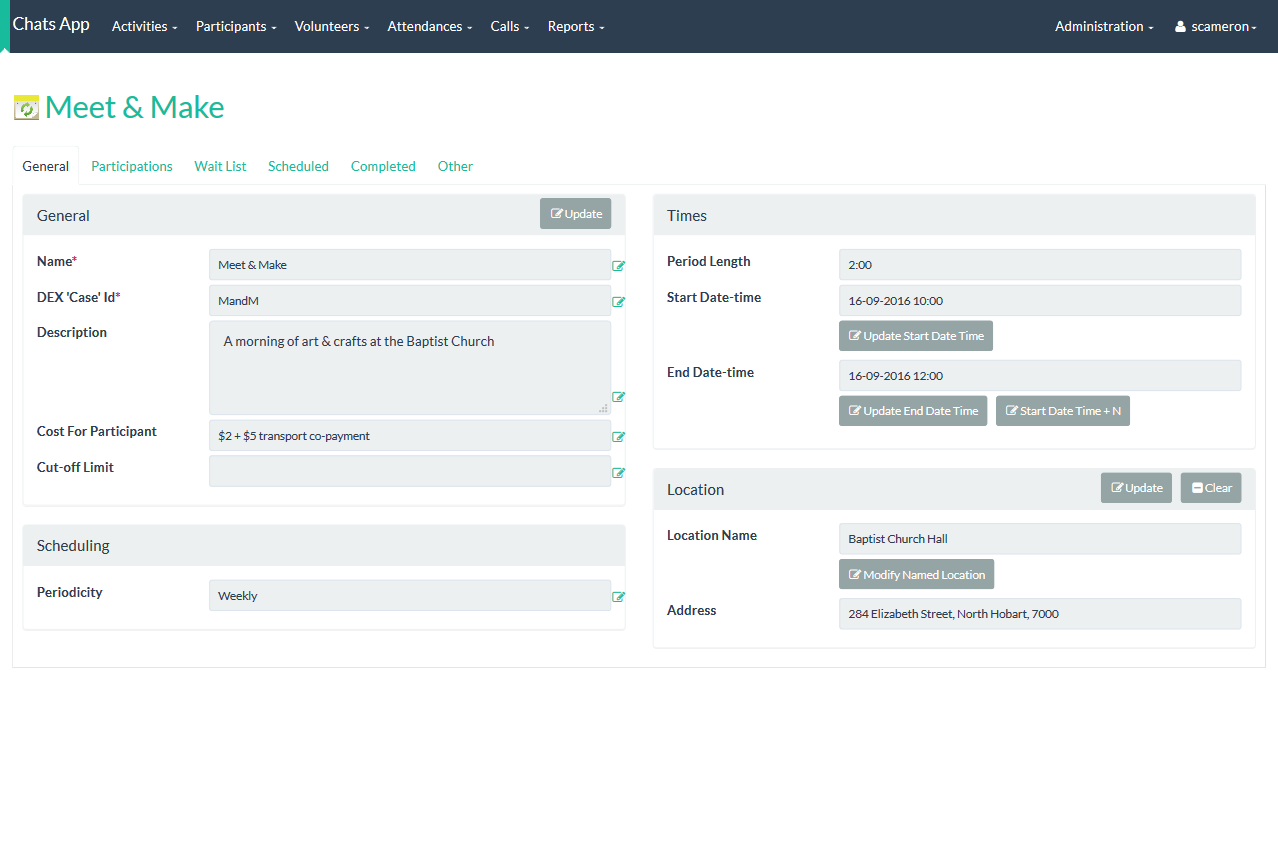 Chats App Activities Participants Volunteers Attendances Calls Reports Administration scameron
Meet & Make
General Participations Wait List Scheduled Completed Other
General Update
Name* Meet & Make
DEX 'Case' Id* MandM
Description A morning of art & crafts at the Baptist Church
Cost For Participant $2 + $5 transport co-payment
Cut-off Limit
Scheduling
Periodicity Weekly
Times
Period Length 2:00
Start Date-time 16-09-2016 10:00
Update Start Date Time
End Date-time 16-09-2016 12:00
Update End Date Time Start Date Time + N
Location Update Clear
Location Name Baptist Church Hall
Modify Named Location
Address 284 Elizabeth Street, North Hobart, 7000